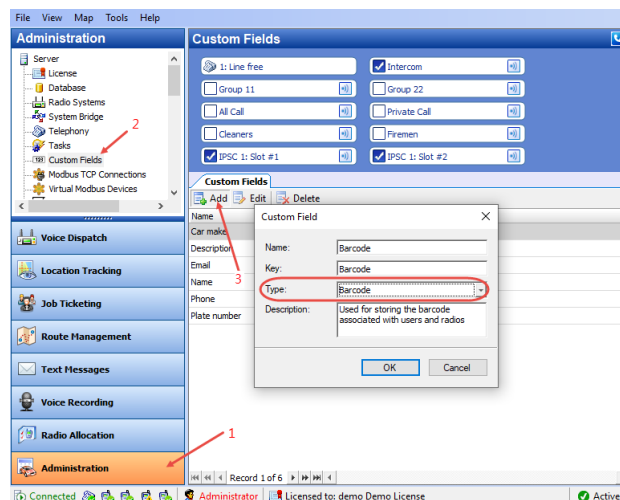 File View Map Tools Help
Administration
Custom Fields
Server
License
Database
Radio Systems
System Bridge
Telephony
Tasks
Custom Fields
Modbus TCP Connections
Virtual Modbus Devices
2
1: Line free
Intercom
Group 11
Group 22
All Call
Private Call
Cleaners
Firemen
IPSC 1: Slot #1
IPSC 1: Slot #2
Custom Fields
Add Edit Delete
Name
Car make
Description
Email
Name
Phone
Plate number
3
Custom Field
Name: Barcode
Key: Barcode
Type: Barcode
Description: Used for storing the barcode
associated with users and radios
OK Cancel
Voice Dispatch
Location Tracking
Job Ticketing
Route Management
Text Messages
Voice Recording
Radio Allocation
Administration
1
Record 1 of 6
Connected
Administrator
Licensed to: demo Demo License
Active